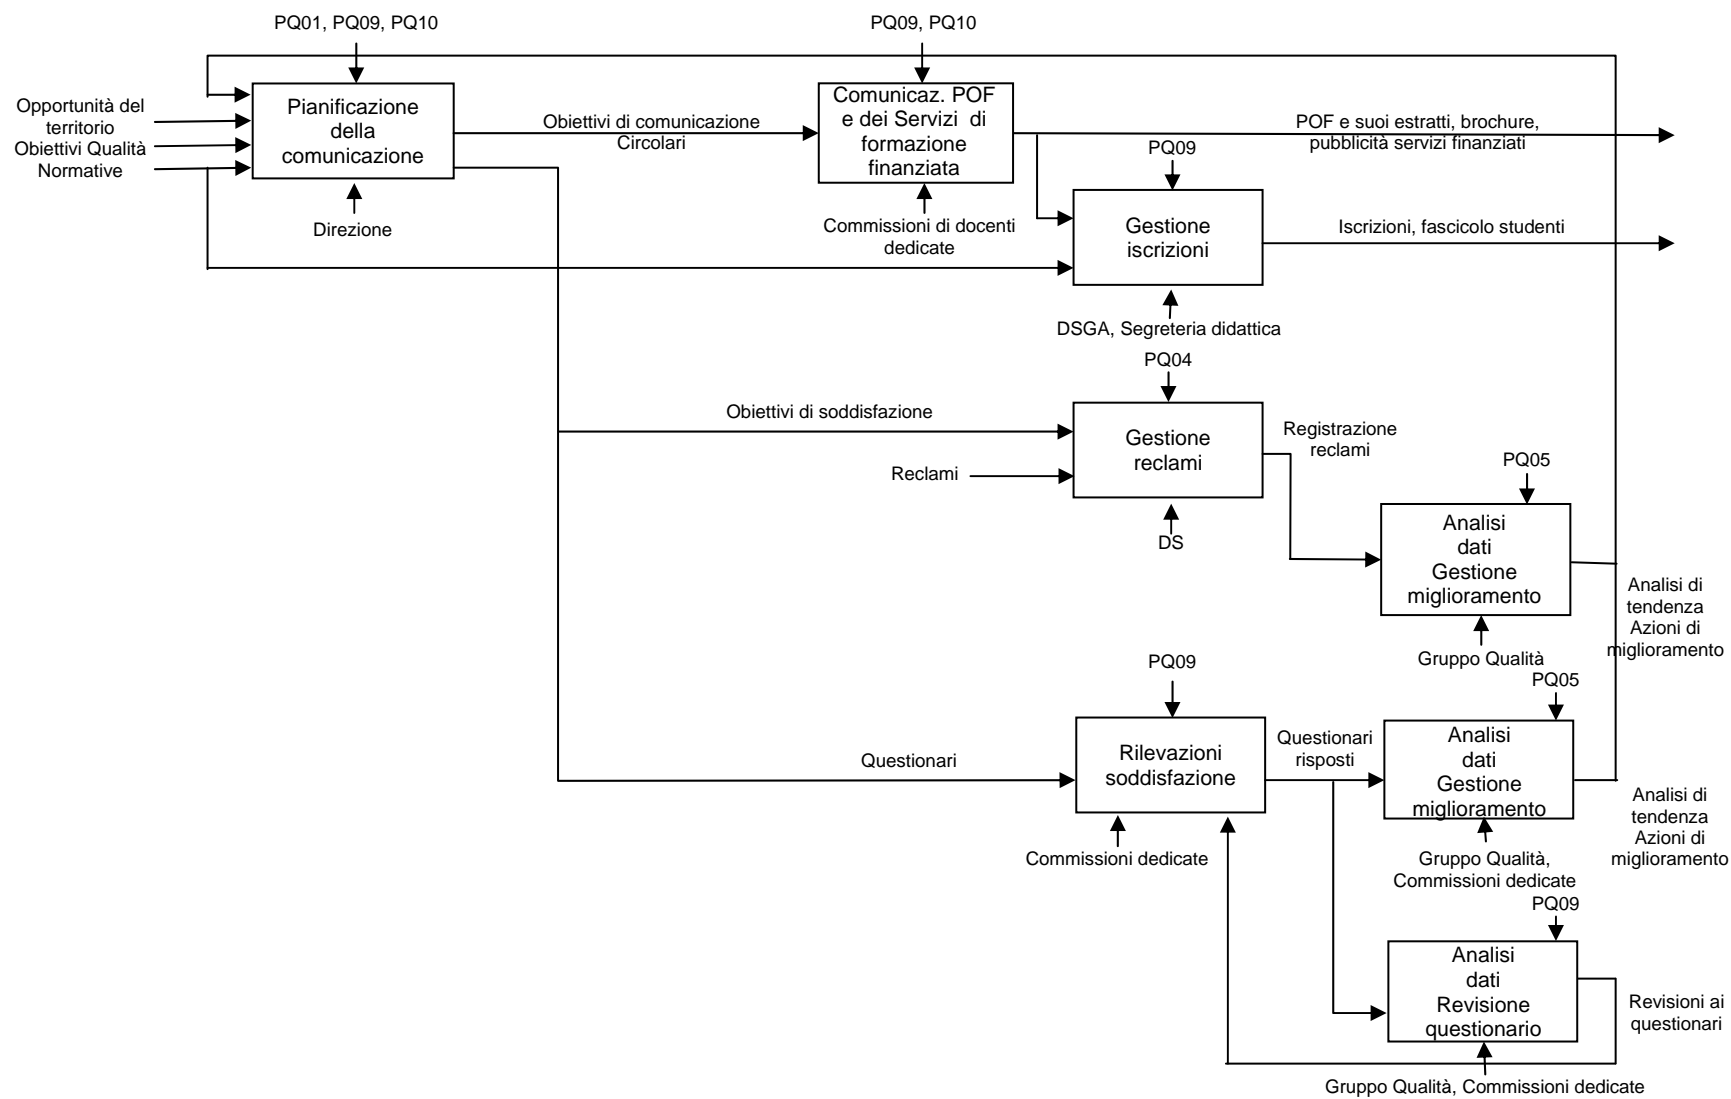 PQ01, PQ09, PQ10
PQ09, PQ10
Opportunità del
territorio
Obiettivi Qualità
Normative
Pianificazione
della
comunicazione
Direzione
Obiettivi di comunicazione
Circolari
Comunicaz. POF
e dei Servizi di
formazione
finanziata
Commissioni di docenti
dedicate
POF e suoi estratti, brochure,
pubblicità servizi finanziati
PQ09
Gestione
iscrizioni
Iscrizioni, fascicolo studenti
DSGA, Segreteria didattica
PQ04
Obiettivi di soddisfazione
Reclami
Gestione
reclami
DS
Registrazione
reclami
PQ05
Analisi
dati
Gestione
miglioramento
Gruppo Qualità
Analisi di
tendenza
Azioni di
miglioramento
PQ09
Questionari
Rilevazioni
soddisfazione
Commissioni dedicate
Questionari
risposti
PQ05
Analisi
dati
Gestione
miglioramento
Gruppo Qualità,
Commissioni dedicate
Analisi di
tendenza
Azioni di
miglioramento
PQ09
Analisi
dati
Revisione
questionario
Revisioni ai
questionari
Gruppo Qualità, Commissioni dedicate